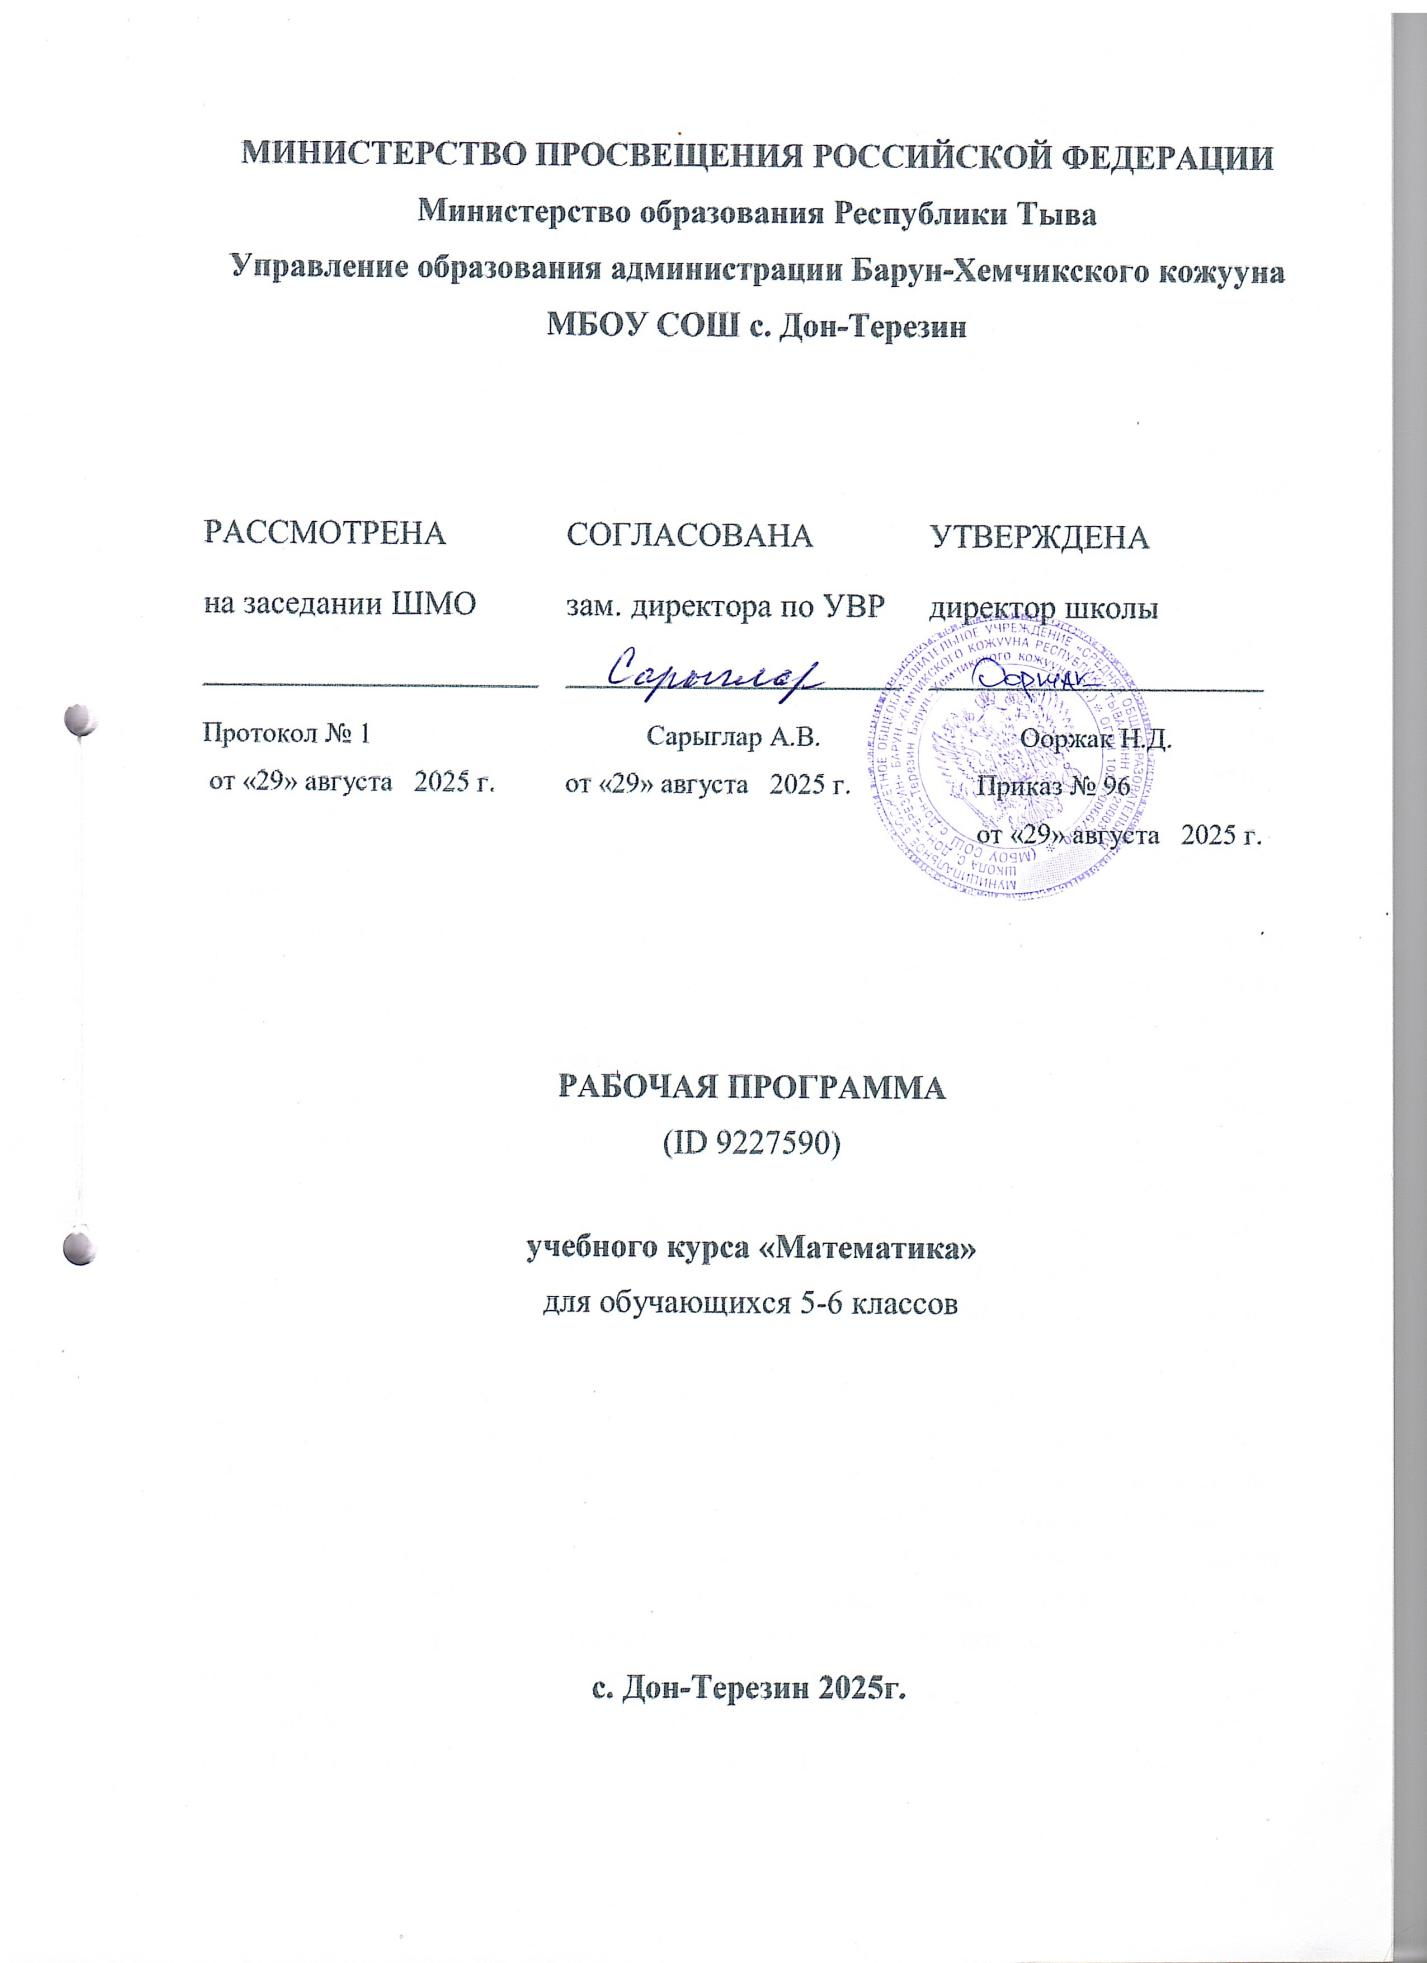 МИНИСТЕРСТВО ПРОСВЕЩЕНИЯ РОССИЙСКОЙ ФЕДЕРАЦИИ
Министерство образования Республики Тыва
Управление образования администрации Барун-Хемчикского кожууна
МБОУ СОШ с. Дон-Терезин
РАССМОТРЕНА
на заседании ШМО
Протокол № 1
от «29» августа 2025 г.
СОГЛАСОВАНА
зам. директора по УВР
Сарыглар
Сарыглар А.В.
от «29» августа 2025 г.
УТВЕРЖДЕНА
директор школы
Ооржак
Ооржак Н.Д.
Приказ № 96
от «29» августа 2025 г.
РАБОЧАЯ ПРОГРАММА
(ID 9227590)
учебного курса «Математика»
для обучающихся 5-6 классов
с. Дон-Терезин 2025г.